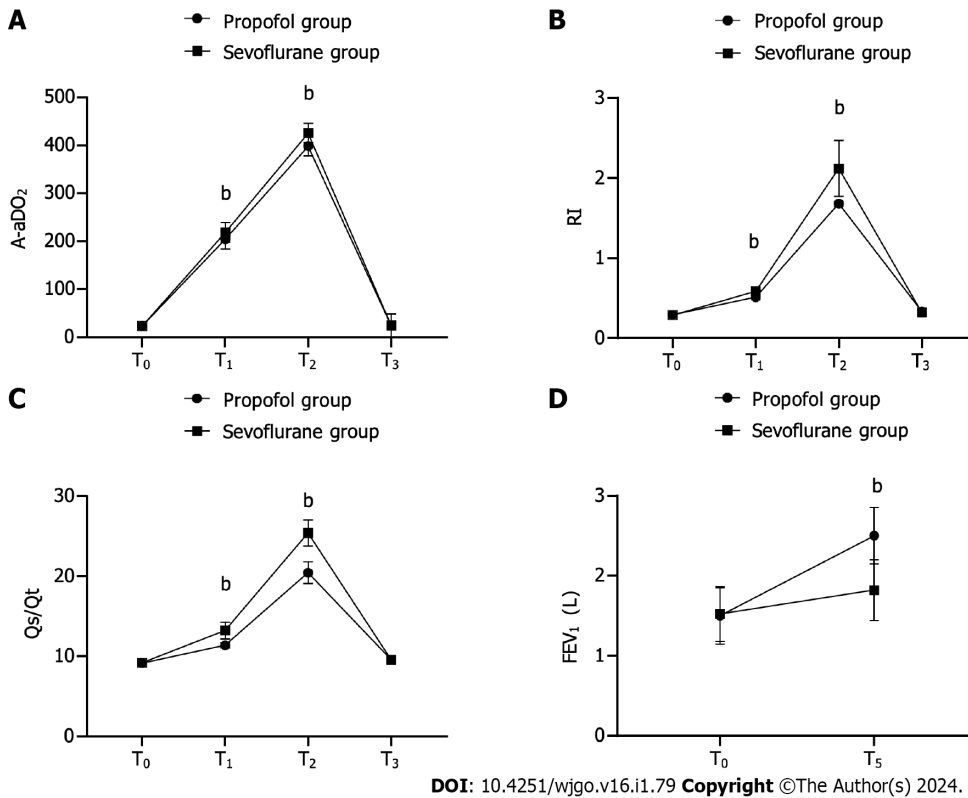 A
Propofol group
Sevoflurane group
b
b
500
400
300
200
100
0
A-aDO₂
T₀ T₁ T₂ T₃
B
Propofol group
Sevoflurane group
b
b
3
2
1
0
RI
T₀ T₁ T₂ T₃
C
Propofol group
Sevoflurane group
b
b
30
20
10
0
Qs/Qt
T₀ T₁ T₂ T₃
D
Propofol group
Sevoflurane group
b
3
2
1
0
FEV₁ (L)
T₀ T₅
DOI: 10.4251/wjgo.v16.i1.79 Copyright ©The Author(s) 2024.